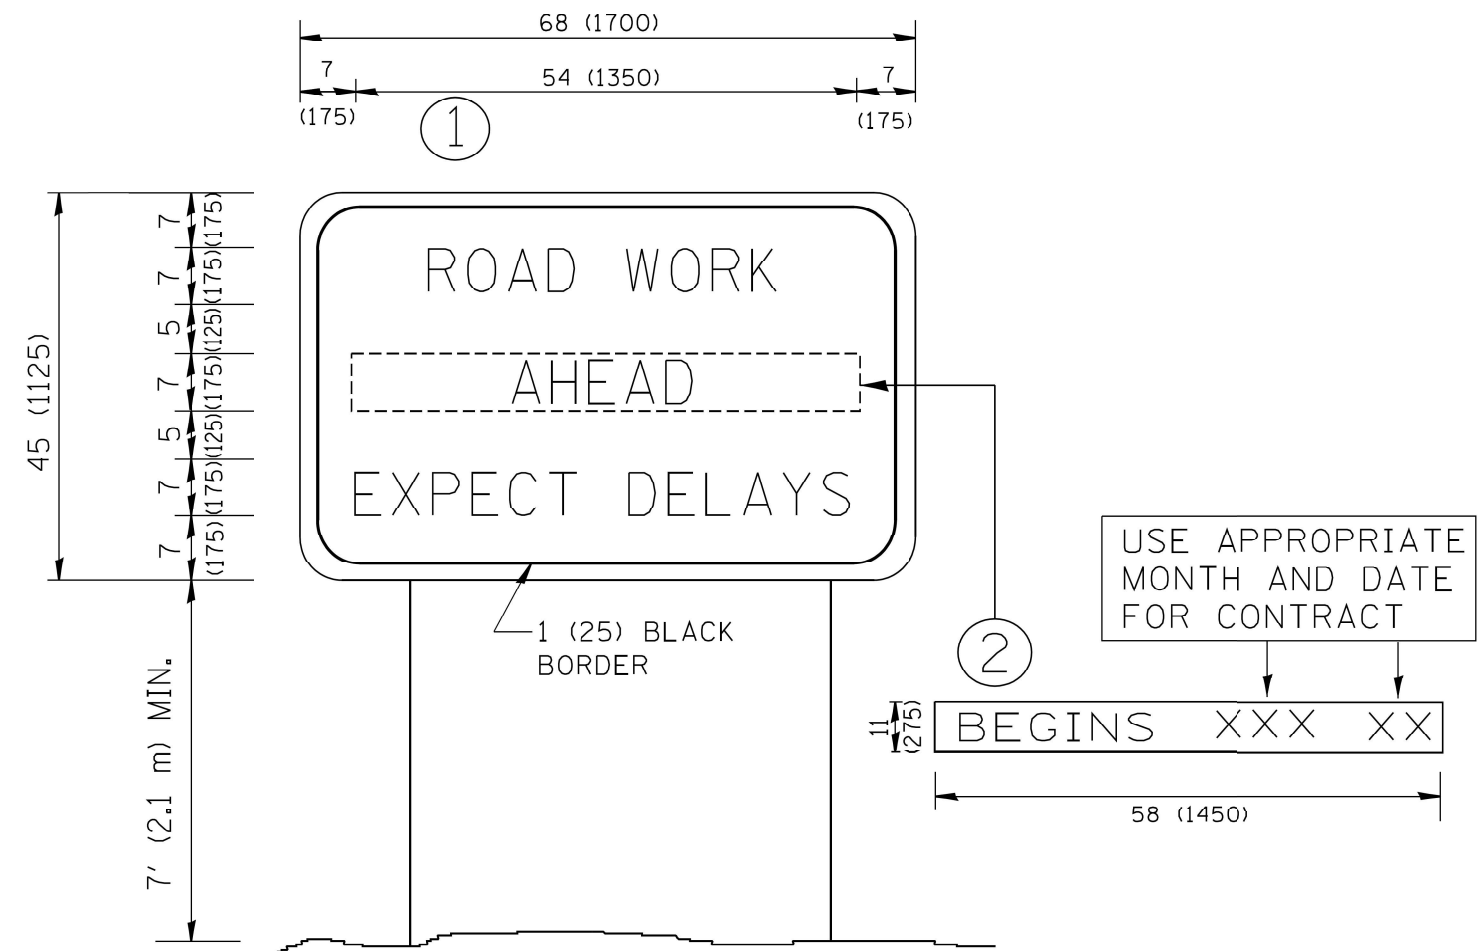 68 (1700)
7
54 (1350)
7
(175)
(175)
1
7
(175)
7
(175)
5
(125)
7
(175)
5
(125)
7
(175)
7
(175)
45 (1125)
ROAD WORK
AHEAD
EXPECT DELAYS
1 (25) BLACK
BORDER
7' (2.1 m) MIN.
USE APPROPRIATE
MONTH AND DATE
FOR CONTRACT
2
11
(275)
BEGINS XXX XX
58 (1450)